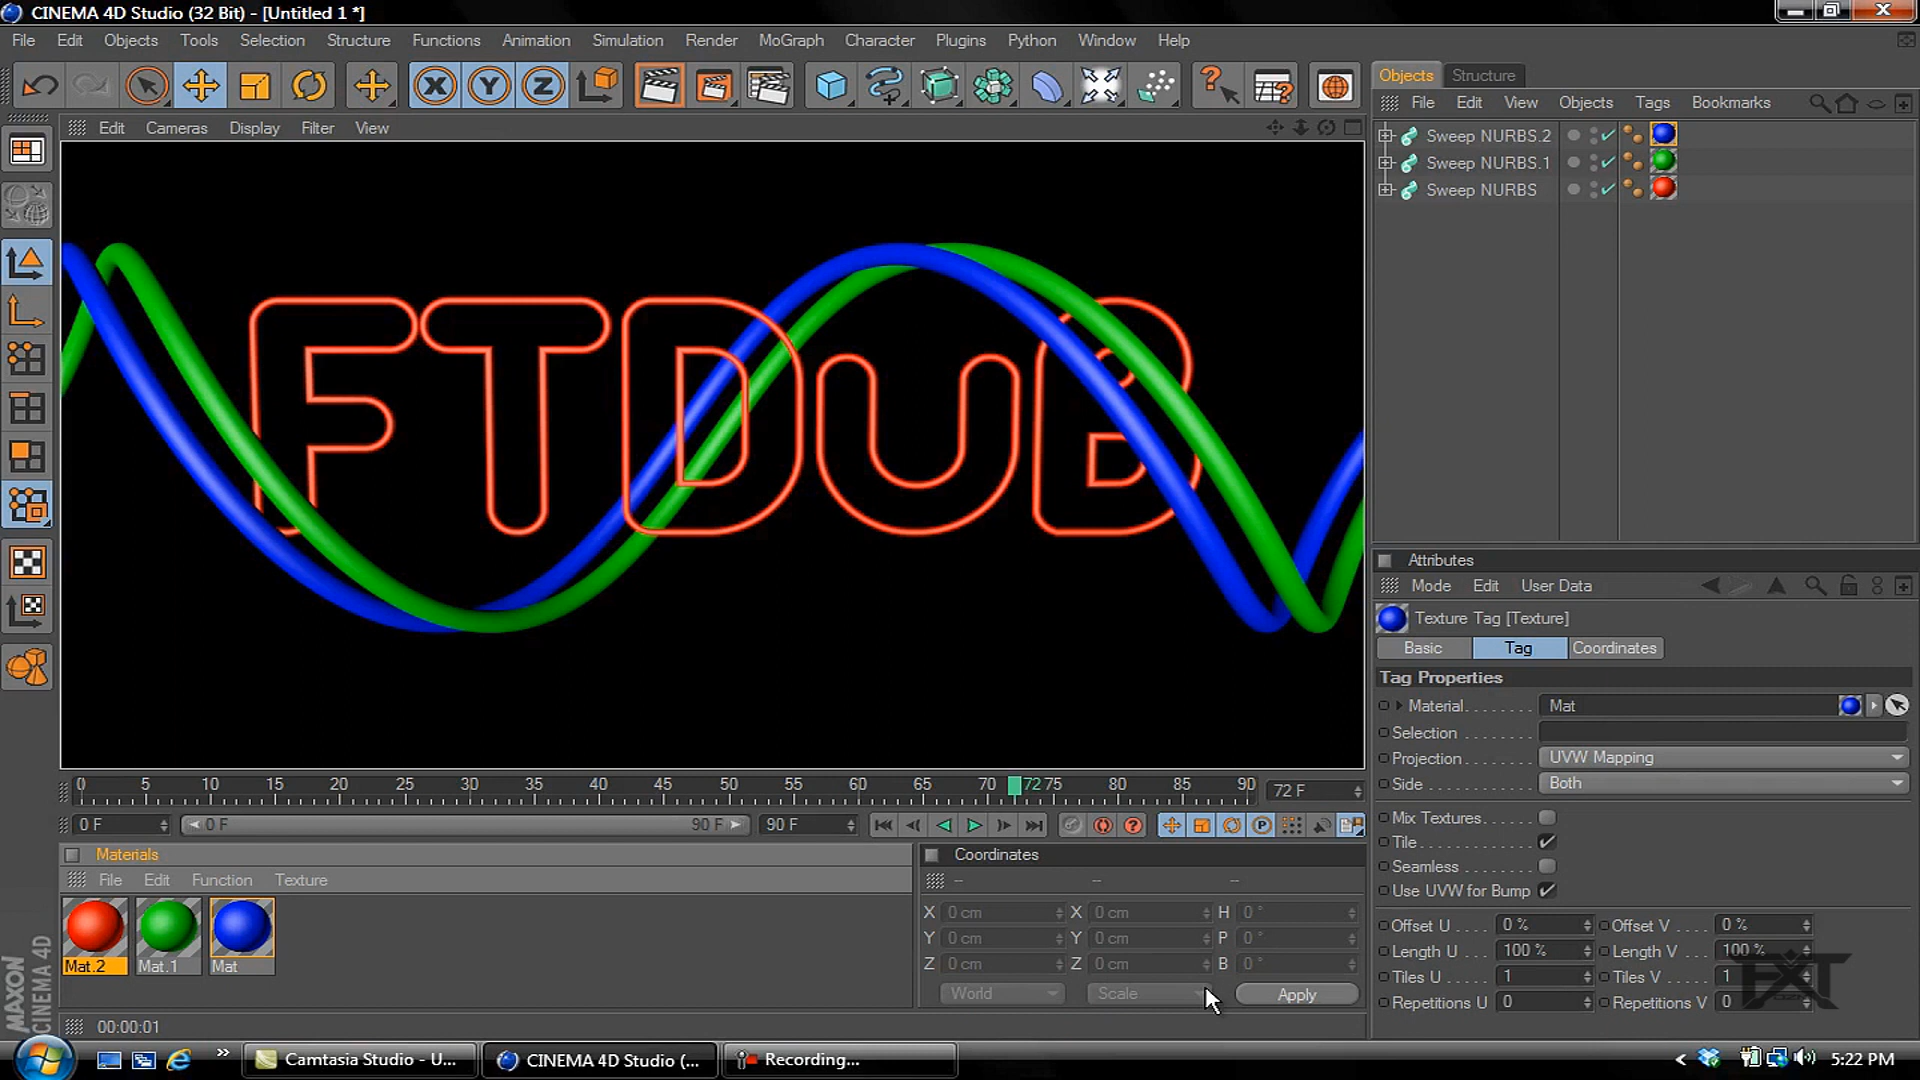 CINEMA 4D Studio (32 Bit) - [Untitled 1 *]
File Edit Objects Tools Selection Structure Functions Animation Simulation Render MoGraph Character Plugins Python Window Help
X Y Z
Objects Structure
File Edit View Objects Tags Bookmarks
Edit Cameras Display Filter View
Sweep NURBS.2
Sweep NURBS.1
Sweep NURBS
FTDUB
Attributes
Mode Edit User Data
Texture Tag [Texture]
Basic Tag Coordinates
Tag Properties
Material Mat
Selection
Projection UVW Mapping
Side Both
Mix Textures
Tile
Seamless
Use UVW for Bump
Offset U 0 % Offset V 0 %
Length U 100 % Length V 100 %
Tiles U 1 Tiles V 1
Repetitions U 0 Repetitions V 0
0 5 10 15 20 25 30 35 40 45 50 55 60 65 70 72 75 80 85 90 72 F
0 F 0 F 90 F 90 F
Materials
File Edit Function Texture
Mat.2 Mat.1 Mat
Coordinates
-- -- --
X 0 cm X 0 cm H 0 °
Y 0 cm Y 0 cm P 0 °
Z 0 cm Z 0 cm B 0 °
World Scale Apply
MAXON
CINEMA 4D
00:00:01
Camtasia Studio - U... CINEMA 4D Studio (... Recording... 5:22 PM